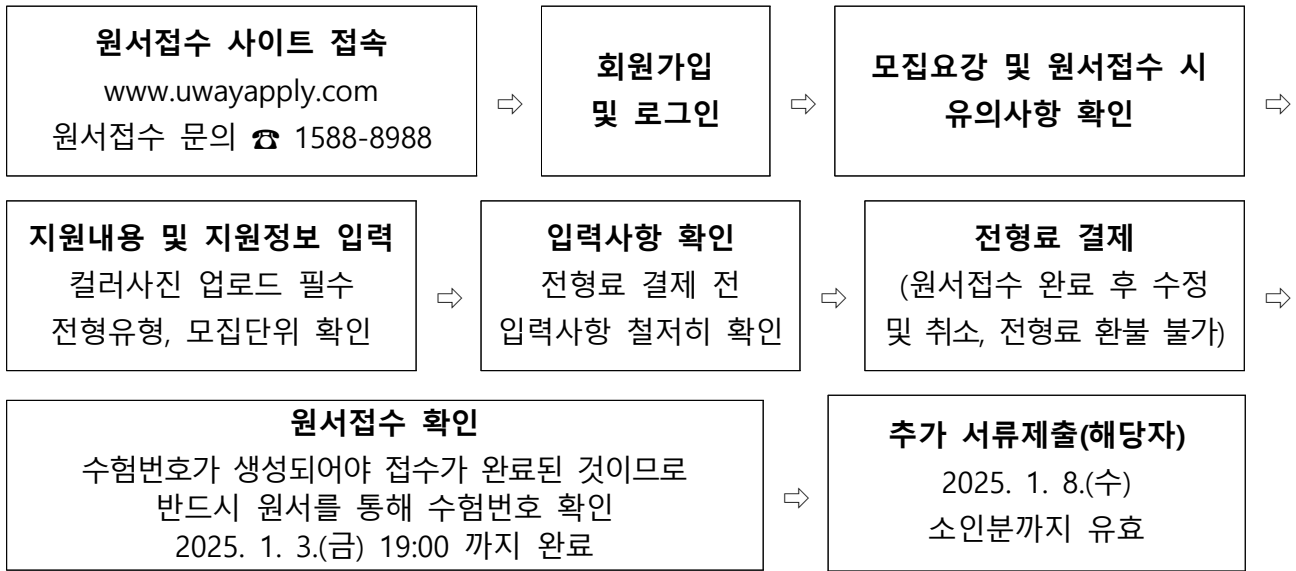 원서접수 사이트 접속
www.uwayapply.com
원서접수 문의 ☎ 1588-8988
⇨
회원가입
및 로그인
⇨
모집요강 및 원서접수 시
유의사항 확인
⇨
지원내용 및 지원정보 입력
컬러사진 업로드 필수
전형유형, 모집단위 확인
⇨
입력사항 확인
전형료 결제 전
입력사항 철저히 확인
⇨
전형료 결제
(원서접수 완료 후 수정
및 취소, 전형료 환불 불가)
⇨
원서접수 확인
수험번호가 생성되어야 접수가 완료된 것이므로
반드시 원서를 통해 수험번호 확인
2025. 1. 3.(금) 19:00 까지 완료
⇨
추가 서류제출(해당자)
2025. 1. 8.(수)
소인분까지 유효